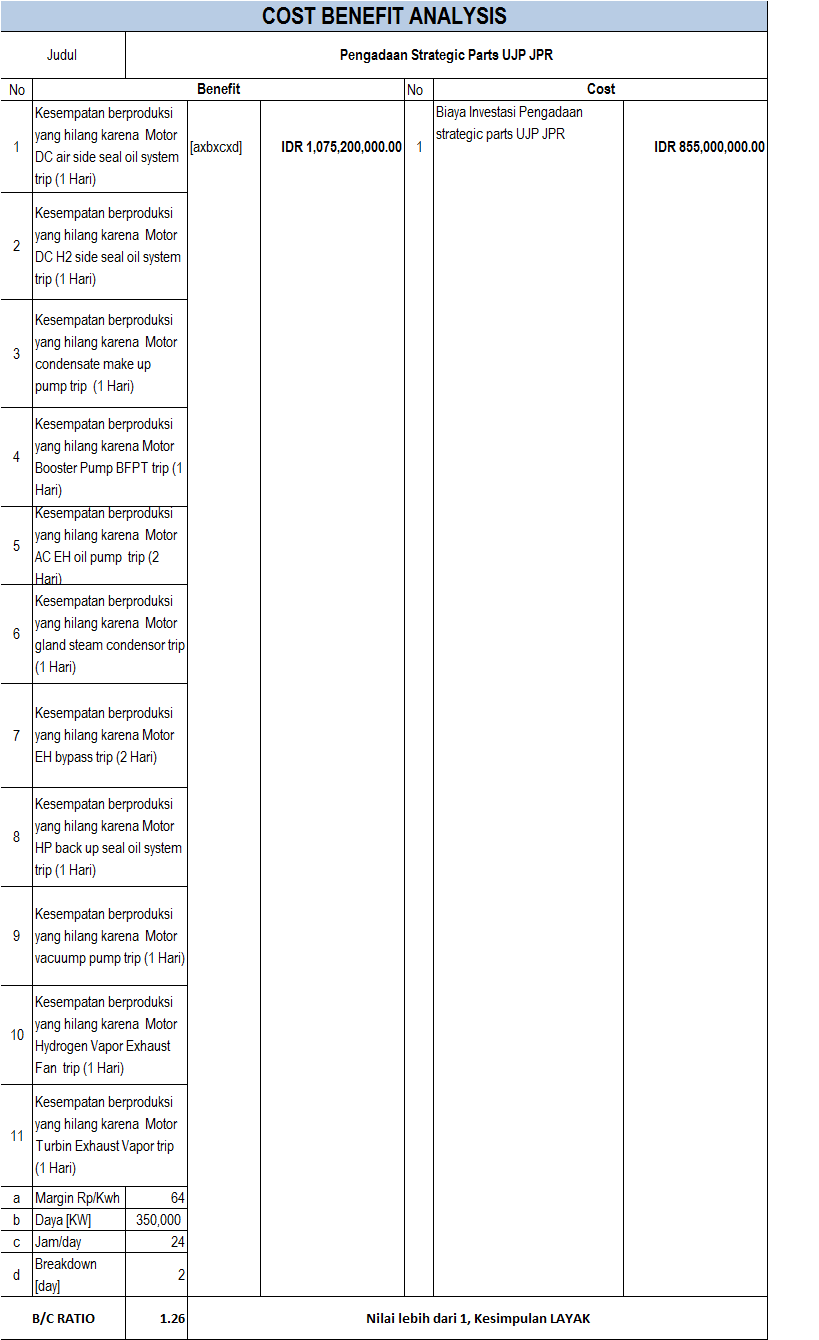 COST BENEFIT ANALYSIS
Judul
Pengadaan Strategic Parts UJP JPR
No
Benefit
No
Cost
1
Kesempatan berproduksi
yang hilang karena  Motor
DC air side seal oil system
trip (1 Hari)
[axbxcxd]
IDR 1,075,200,000.00
1
Biaya Investasi Pengadaan
strategic parts UJP JPR
IDR 855,000,000.00
2
Kesempatan berproduksi
yang hilang karena  Motor
DC H2 side seal oil system
trip (1 Hari)
3
Kesempatan berproduksi
yang hilang karena  Motor
condensate make up
pump trip  (1 Hari)
4
Kesempatan berproduksi
yang hilang karena Motor
Booster Pump BFPT trip (1
Hari)
5
Kesempatan berproduksi
yang hilang karena  Motor
AC EH oil pump  trip (2
Hari)
6
Kesempatan berproduksi
yang hilang karena  Motor
gland steam condensor trip
(1 Hari)
7
Kesempatan berproduksi
yang hilang karena Motor
EH bypass trip (2 Hari)
8
Kesempatan berproduksi
yang hilang karena Motor
HP back up seal oil system
trip (1 Hari)
9
Kesempatan berproduksi
yang hilang karena  Motor
vacuump pump trip (1 Hari)
10
Kesempatan berproduksi
yang hilang karena  Motor
Hydrogen Vapor Exhaust
Fan  trip (1 Hari)
11
Kesempatan berproduksi
yang hilang karena  Motor
Turbin Exhaust Vapor trip
(1 Hari)
a
Margin Rp/Kwh
64
b
Daya [KW]
350,000
c
Jam/day
24
d
Breakdown
[day]
2
B/C RATIO
1.26
Nilai lebih dari 1, Kesimpulan LAYAK